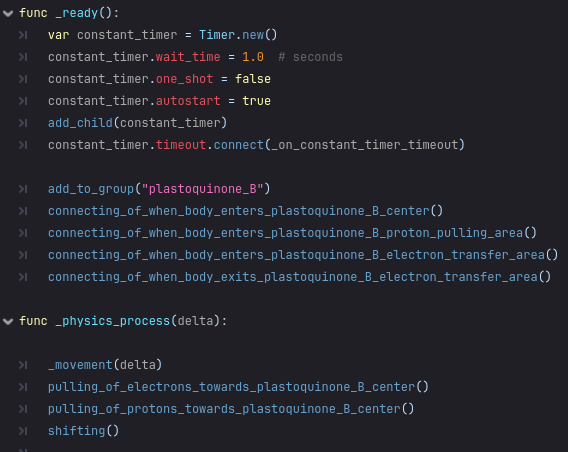 func _ready():
var constant_timer = Timer.new()
constant_timer.wait_time = 1.0  # seconds
constant_timer.one_shot = false
constant_timer.autostart = true
add_child(constant_timer)
constant_timer.timeout.connect(_on_constant_timer_timeout)
add_to_group("plastoquinone_B")
connecting_of_when_body_enters_plastoquinone_B_center()
connecting_of_when_body_enters_plastoquinone_B_proton_pulling_area()
connecting_of_when_body_enters_plastoquinone_B_electron_transfer_area()
connecting_of_when_body_exits_plastoquinone_B_electron_transfer_area()
func _physics_process(delta):
_movement(delta)
pulling_of_electrons_towards_plastoquinone_B_center()
pulling_of_protons_towards_plastoquinone_B_center()
shifting()